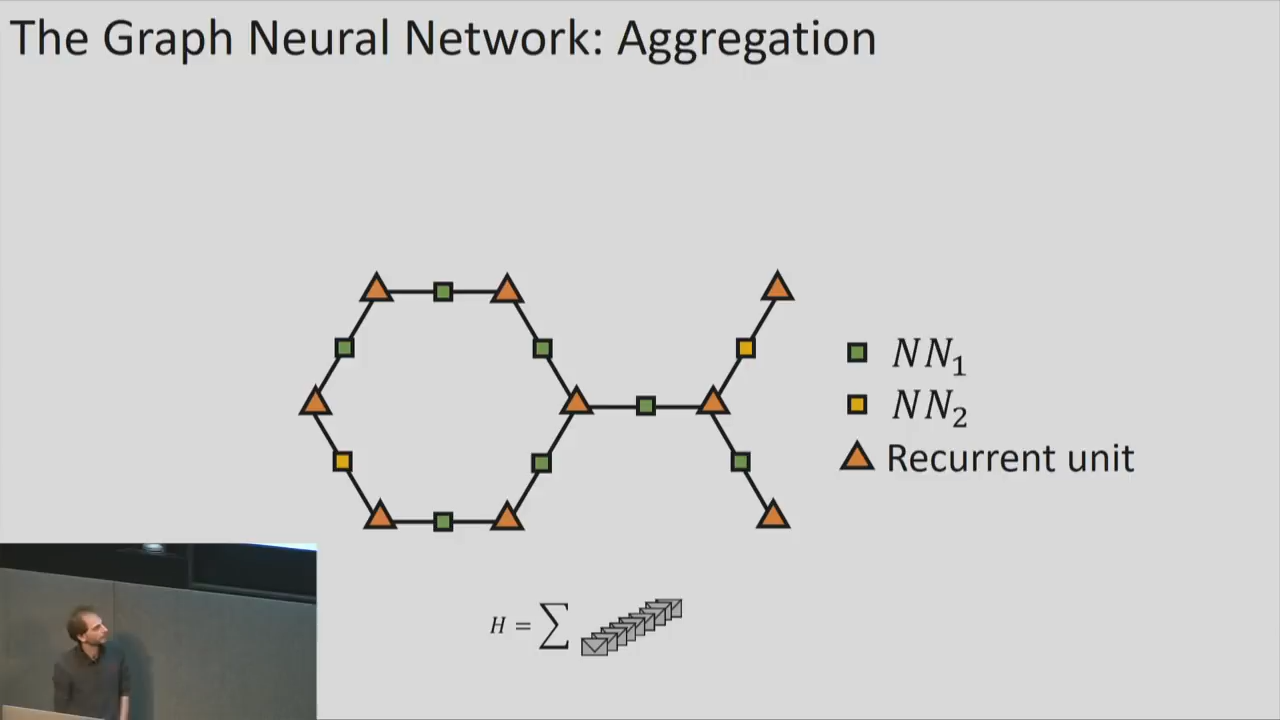 The Graph Neural Network: Aggregation
NN₁
NN₂
Recurrent unit
H = ∑